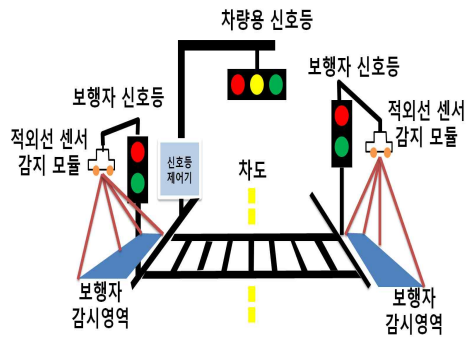 차량용 신호등
보행자 신호등
보행자 신호등
적외선 센서
감지 모듈
적외선 센서
감지 모듈
신호등
제어기
차도
보행자
감시영역
보행자
감시영역